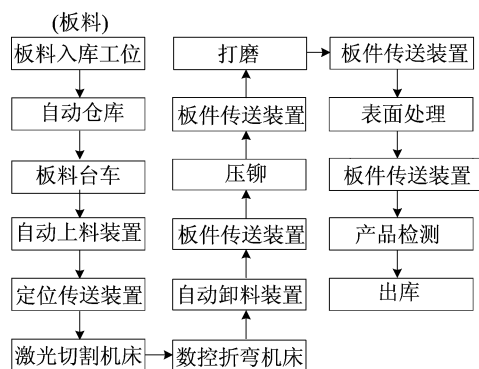 (板料)
板料入库工位
自动仓库
板料台车
自动上料装置
定位传送装置
激光切割机床
数控折弯机床
自动卸料装置
板件传送装置
压铆
板件传送装置
打磨
板件传送装置
表面处理
板件传送装置
产品检测
出库